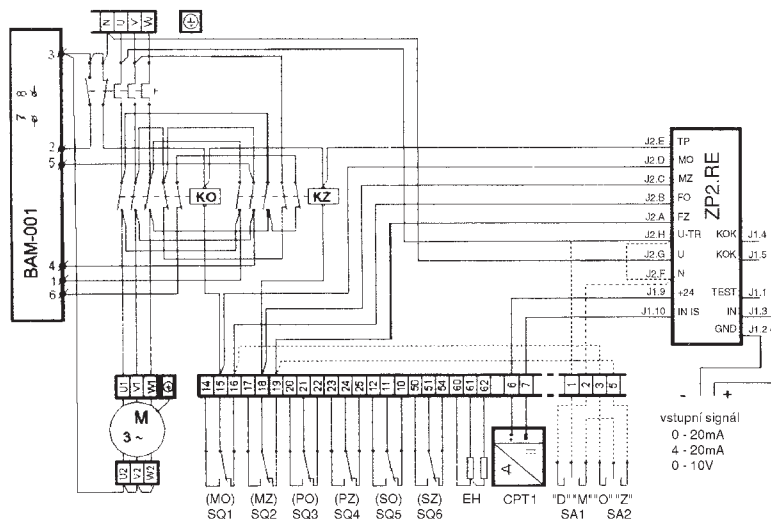 N U V W
3
8
7
2
5
BAM-001
KO
KZ
4
1
6
J2.E TP
J2.D MO
J2.C MZ
J2.B FO
J2.A FZ
J2.H U-TR KOK J1.4
J2.G U KOK J1.5
J2.F N
J1.9 +24 TEST J1.1
J1.10 IN IS IN J1.3
GND J1.2
ZP2.RE
U1 V1 W1
M
3 ~
U2 V2 W2
14 15 16 17 18 19 20 21 22 23 24 25 12 11 10 50 51 54 60 61 62 6 7 1 2 3 5
- +
vstupní signál
0 - 20mA
4 - 20mA
0 - 10V
(MO) (MZ) (PO) (PZ) (SO) (SZ) EH CPT1 "D" "M" "O" "Z"
SQ1 SQ2 SQ3 SQ4 SQ5 SQ6 SA1 SA2